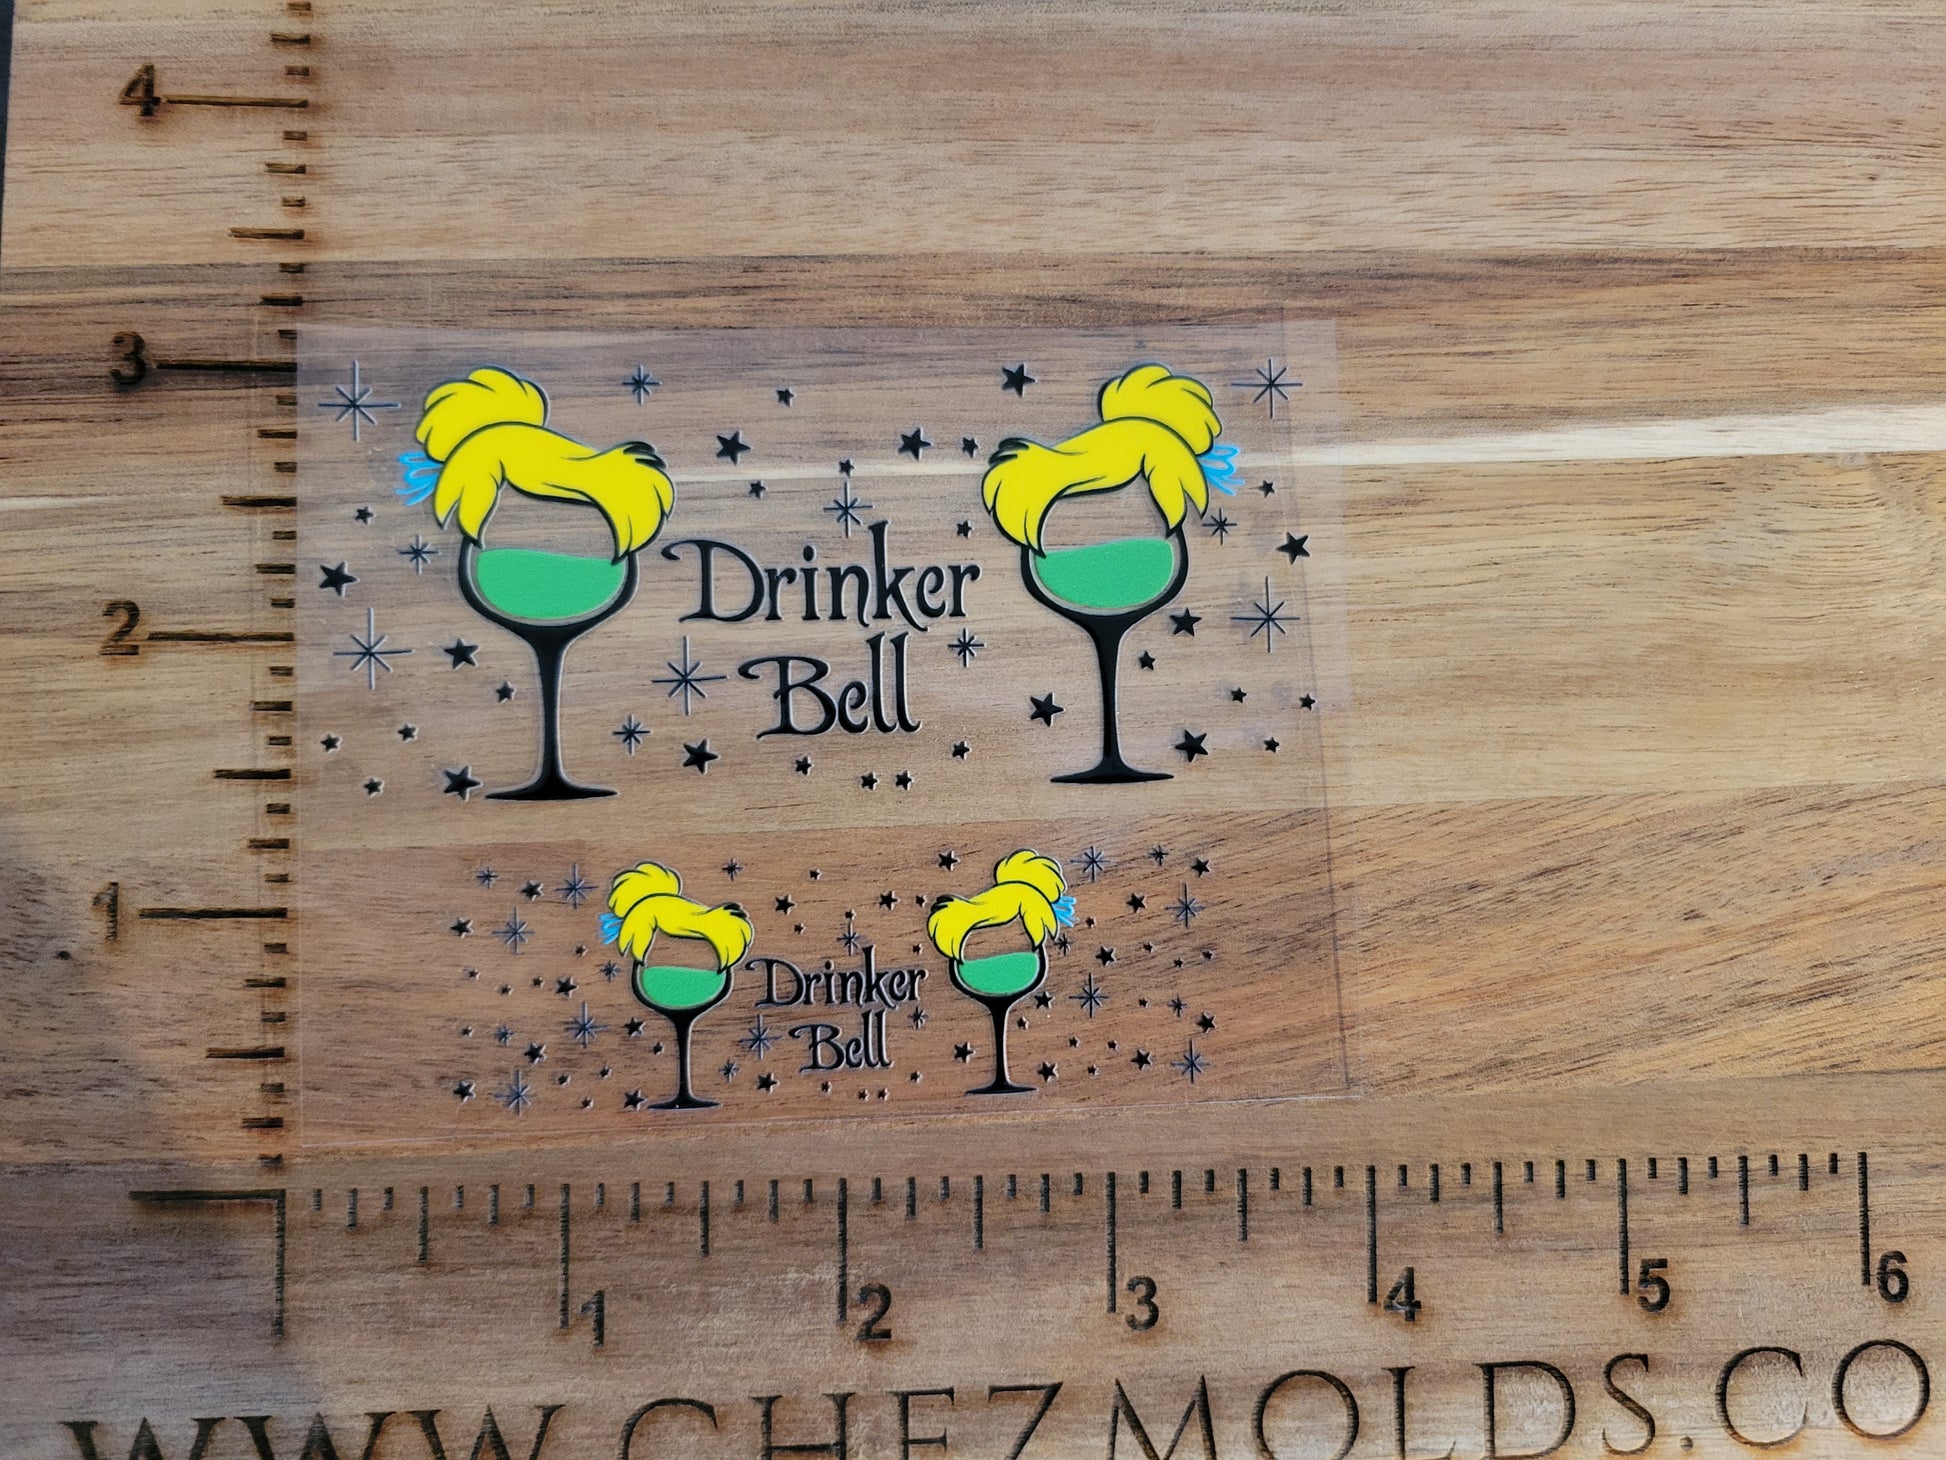 4
3
2
1
Drinker
Bell
Drinker
Bell
1 2 3 4 5 6
WWW.CHEZMOLDS.CO